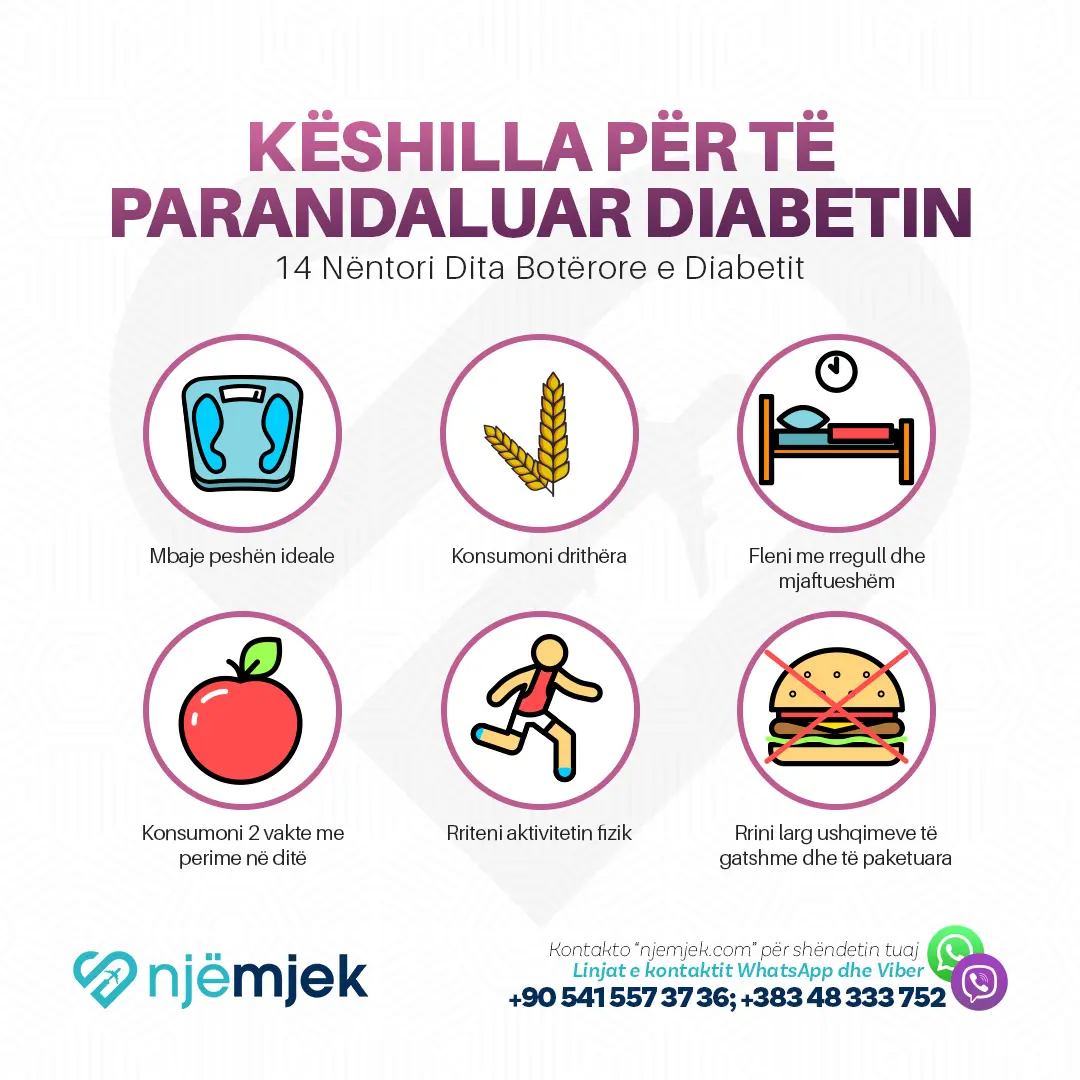 KËSHILLA PËR TË
PARANDALUAR DIABETIN
14 Nëntori Dita Botërore e Diabetit
Mbaje peshën ideale
Konsumoni drithëra
Fleni me rregull dhe
mjaftueshëm
Konsumoni 2 vakte me
perime në ditë
Rriteni aktivitetin fizik
Rrini larg ushqimeve të
gatshme dhe të paketuara
njëmjek
Kontakto “njemjek.com” për shëndetin tuaj
Linjat e kontaktit WhatsApp dhe Viber
+90 541 557 37 36; +383 48 333 752